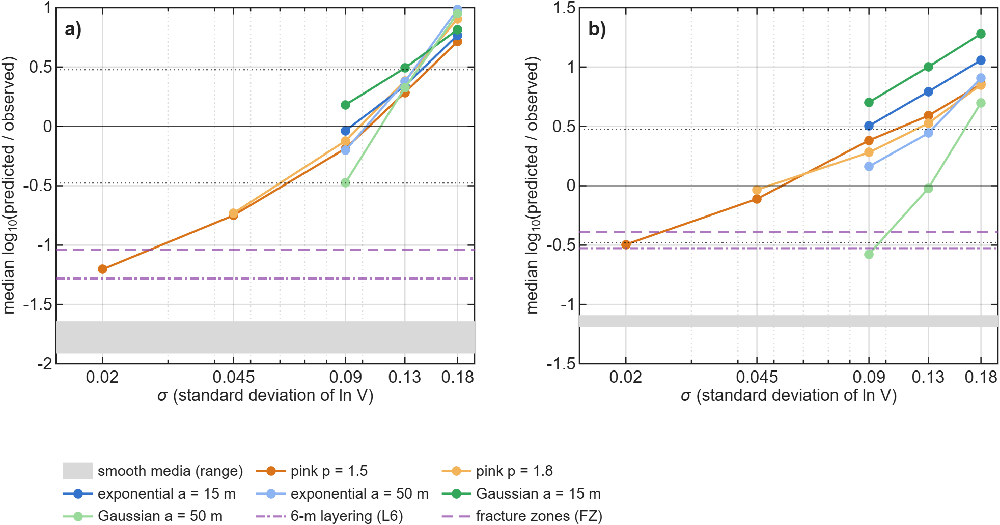 a)
1
0.5
0
-0.5
-1
-1.5
-2
median log10(predicted / observed)
0.02 0.045 0.09 0.13 0.18
σ (standard deviation of ln V)
b)
1.5
1
0.5
0
-0.5
-1
-1.5
median log10(predicted / observed)
0.02 0.045 0.09 0.13 0.18
σ (standard deviation of ln V)
smooth media (range) pink p = 1.5 pink p = 1.8
exponential a = 15 m exponential a = 50 m Gaussian a = 15 m
Gaussian a = 50 m 6-m layering (L6) fracture zones (FZ)